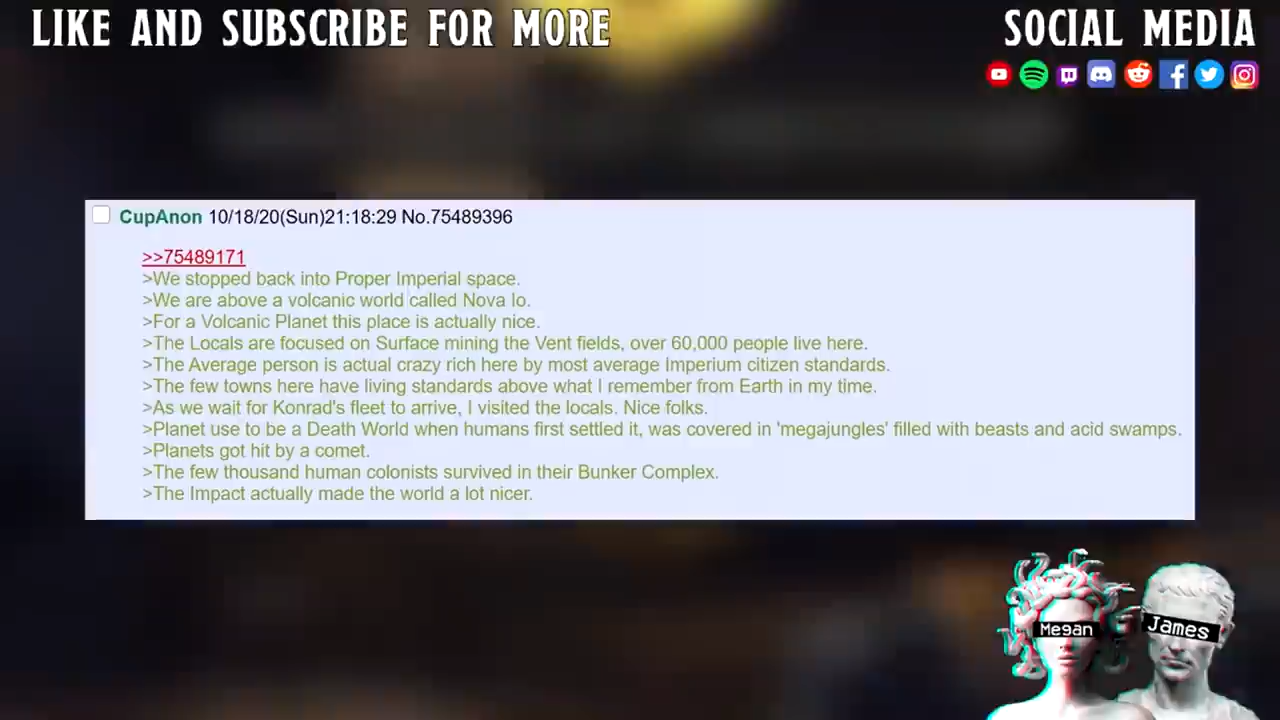 LIKE AND SUBSCRIBE FOR MORE
SOCIAL MEDIA
CupAnon 10/18/20(Sun)21:18:29 No.75489396
>>75489171
>We stopped back into Proper Imperial space.
>We are above a volcanic world called Nova Io.
>For a Volcanic Planet this place is actually nice.
>The Locals are focused on Surface mining the Vent fields, over 60,000 people live here.
>The Average person is actual crazy rich here by most average Imperium citizen standards.
>The few towns here have living standards above what I remember from Earth in my time.
>As we wait for Konrad's fleet to arrive, I visited the locals. Nice folks.
>Planet use to be a Death World when humans first settled it, was covered in 'megajungles' filled with beasts and acid swamps.
>Planets got hit by a comet.
>The few thousand human colonists survived in their Bunker Complex.
>The Impact actually made the world a lot nicer.
Megan
James